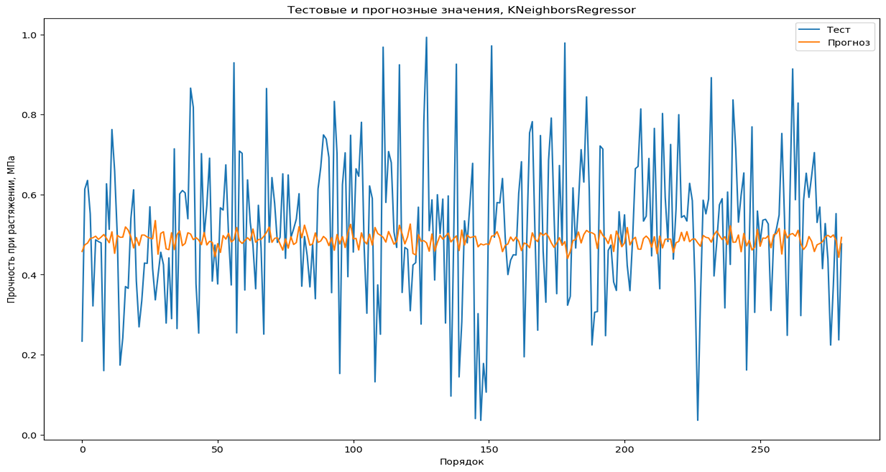 Тестовые и прогнозные значения, KNeighborsRegressor
Тест
Прогноз
Прочность при растяжении, МПа
1.0
0.8
0.6
0.4
0.2
0.0
0 50 100 150 200 250
Порядок